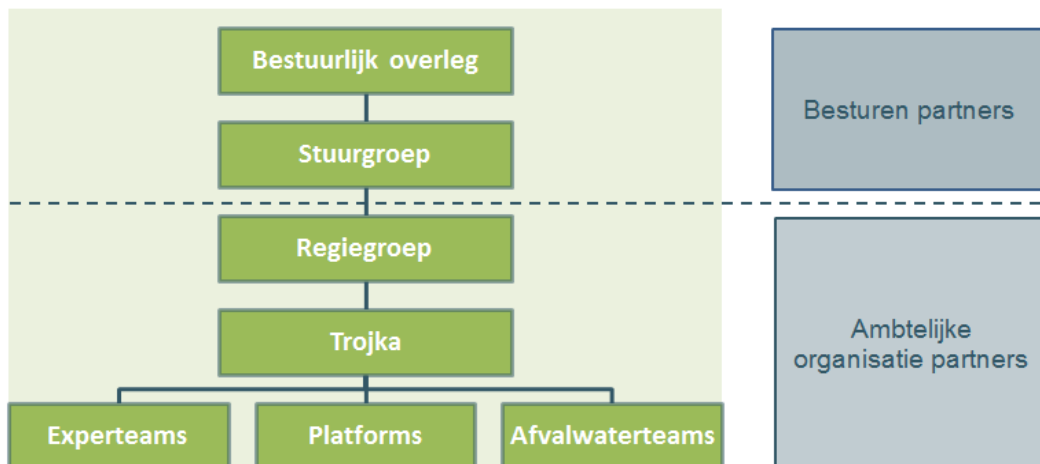 Bestuurlijk overleg
Stuurgroep
Regiegroep
Trojka
Experteams
Platforms
Afvalwaterteams
Besturen partners
Ambtelijke
organisatie partners